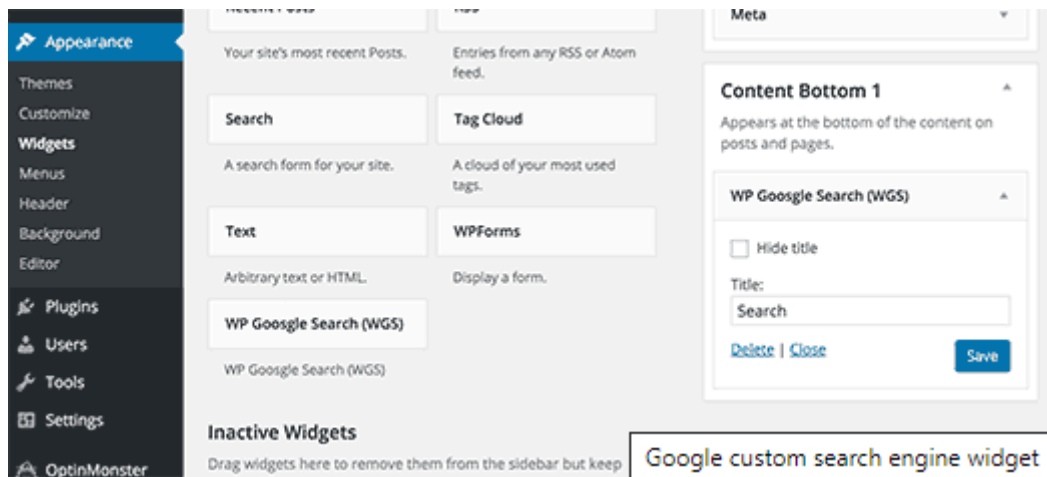 Appearance
Themes
Customize
Widgets
Menus
Header
Background
Editor
Plugins
Users
Tools
Settings
OptinMonster
Recent Posts
RSS
Your site's most recent Posts.
Entries from any RSS or Atom
feed.
Search
Tag Cloud
A search form for your site.
A cloud of your most used
tags.
Text
WPForms
Arbitrary text or HTML.
Display a form.
WP Goosgle Search (WGS)
WP Goosgle Search (WGS)
Inactive Widgets
Drag widgets here to remove them from the sidebar but keep
Meta
Content Bottom 1
Appears at the bottom of the content on
posts and pages.
WP Goosgle Search (WGS)
Hide title
Title:
Search
Delete | Close
Save
Google custom search engine widget